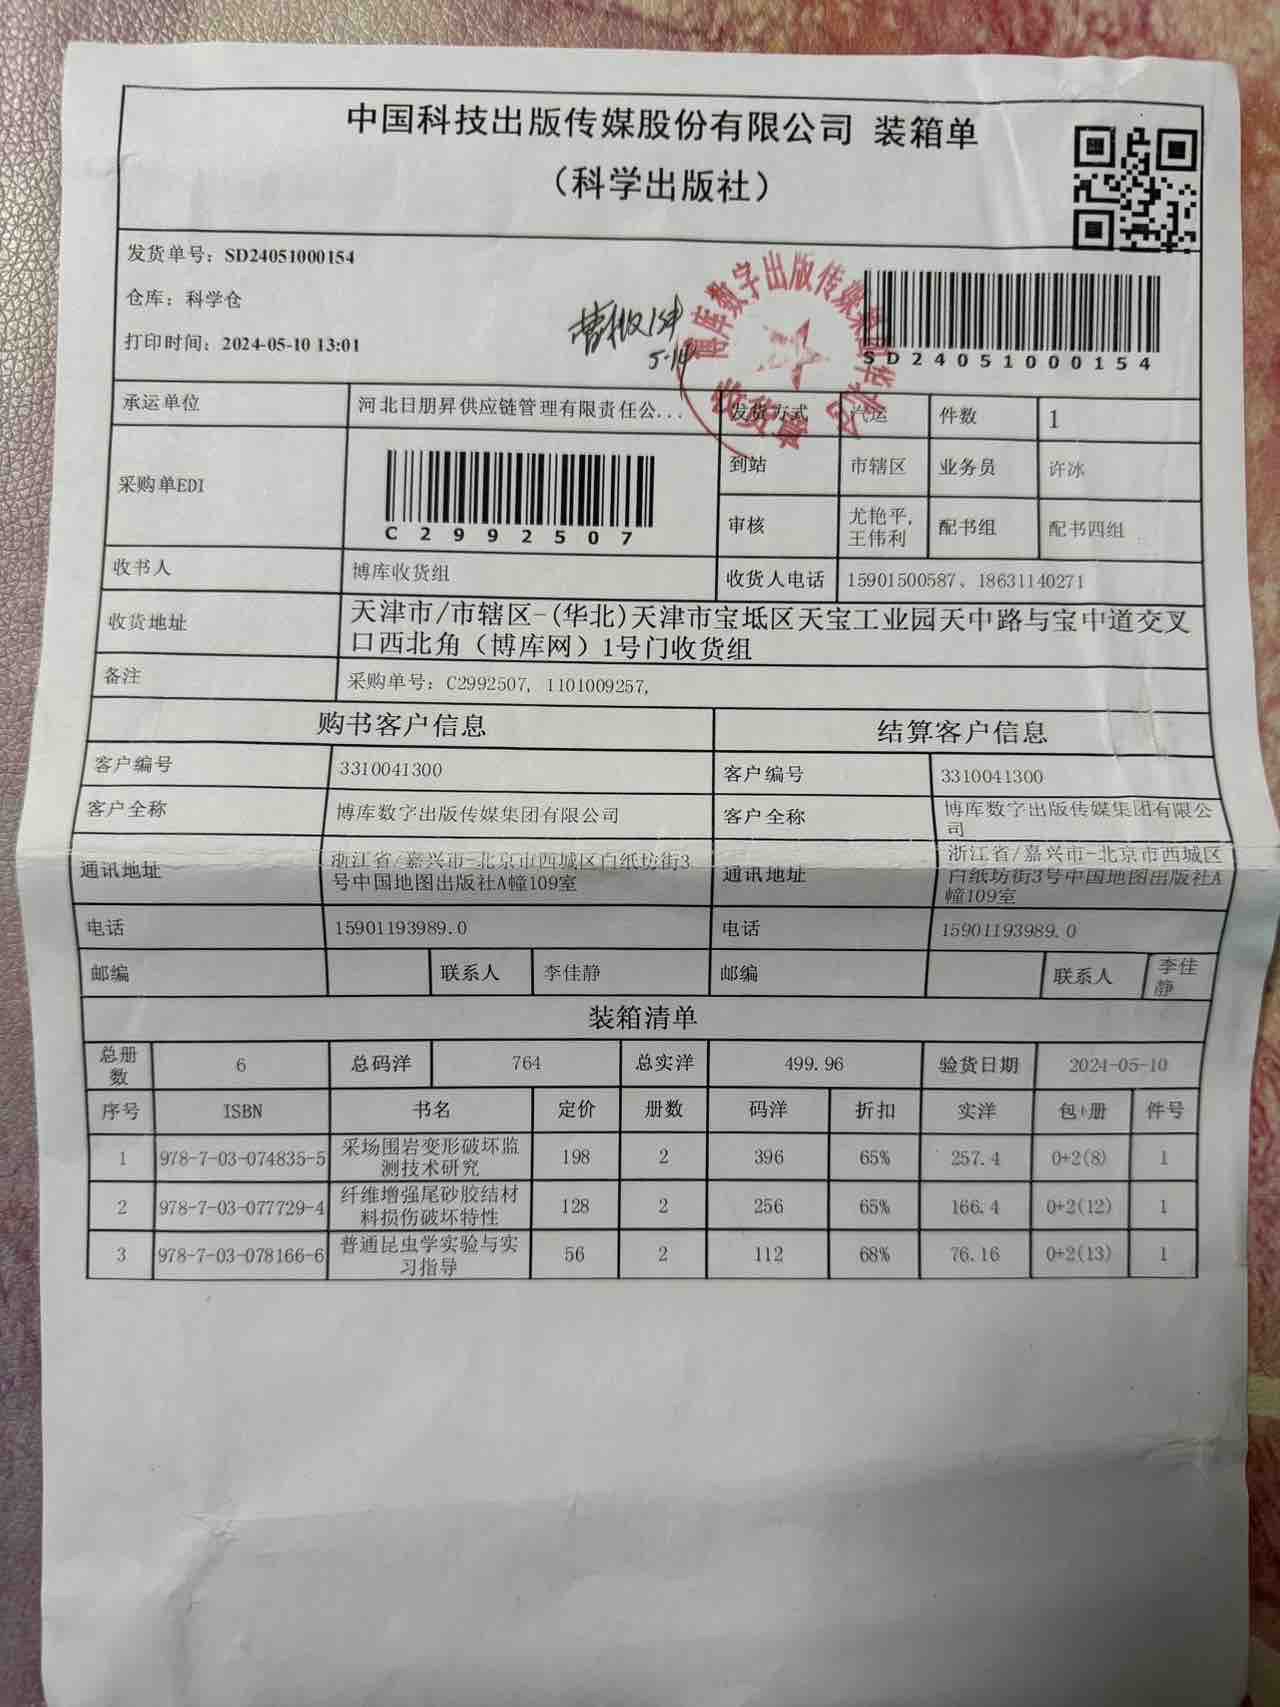 中国科技出版传媒股份有限公司 装箱单
（科学出版社）
发货单号：SD24051000154
仓库：科学仓
打印时间：2024-05-10 13:01
博库数字出版传媒集
收货章
SD24051000154
承运单位 河北日朋昇供应链管理有限责任公... 发货方式 汽运 件数 1
采购单EDI C2992507 到站 市辖区 业务员 许冰
审核 尤艳平, 王伟利 配书组 配书四组
收书人 博库收货组 收货人电话 15901500587、18631140271
收货地址 天津市/市辖区-(华北)天津市宝坻区天宝工业园天中路与宝中道交叉
口西北角（博库网）1号门收货组
备注 采购单号：C2992507, 1101009257,
购书客户信息 结算客户信息
客户编号 3310041300 客户编号 3310041300
客户全称 博库数字出版传媒集团有限公司 客户全称 博库数字出版传媒集团有限公
司
通讯地址 浙江省/嘉兴市-北京市西城区白纸坊街3
号中国地图出版社A幢109室
通讯地址 浙江省/嘉兴市-北京市西城区
白纸坊街3号中国地图出版社A
幢109室
电话 15901193989.0 电话 15901193989.0
邮编 联系人 李佳静 邮编 联系人 李佳
静
装箱清单
总册数 6 总码洋 764 总实洋 499.96 验货日期 2024-05-10
序号 ISBN 书名 定价 册数 码洋 折扣 实洋 包+册 件号
1 978-7-03-074835-5 采场围岩变形破坏监测技术研究 198 2 396 65% 257.4 0+2(8) 1
2 978-7-03-077729-4 纤维增强尾砂胶结材料损伤破坏特性 128 2 256 65% 166.4 0+2(12) 1
3 978-7-03-078166-6 普通昆虫学实验与实习指导 56 2 112 68% 76.16 0+2(13) 1